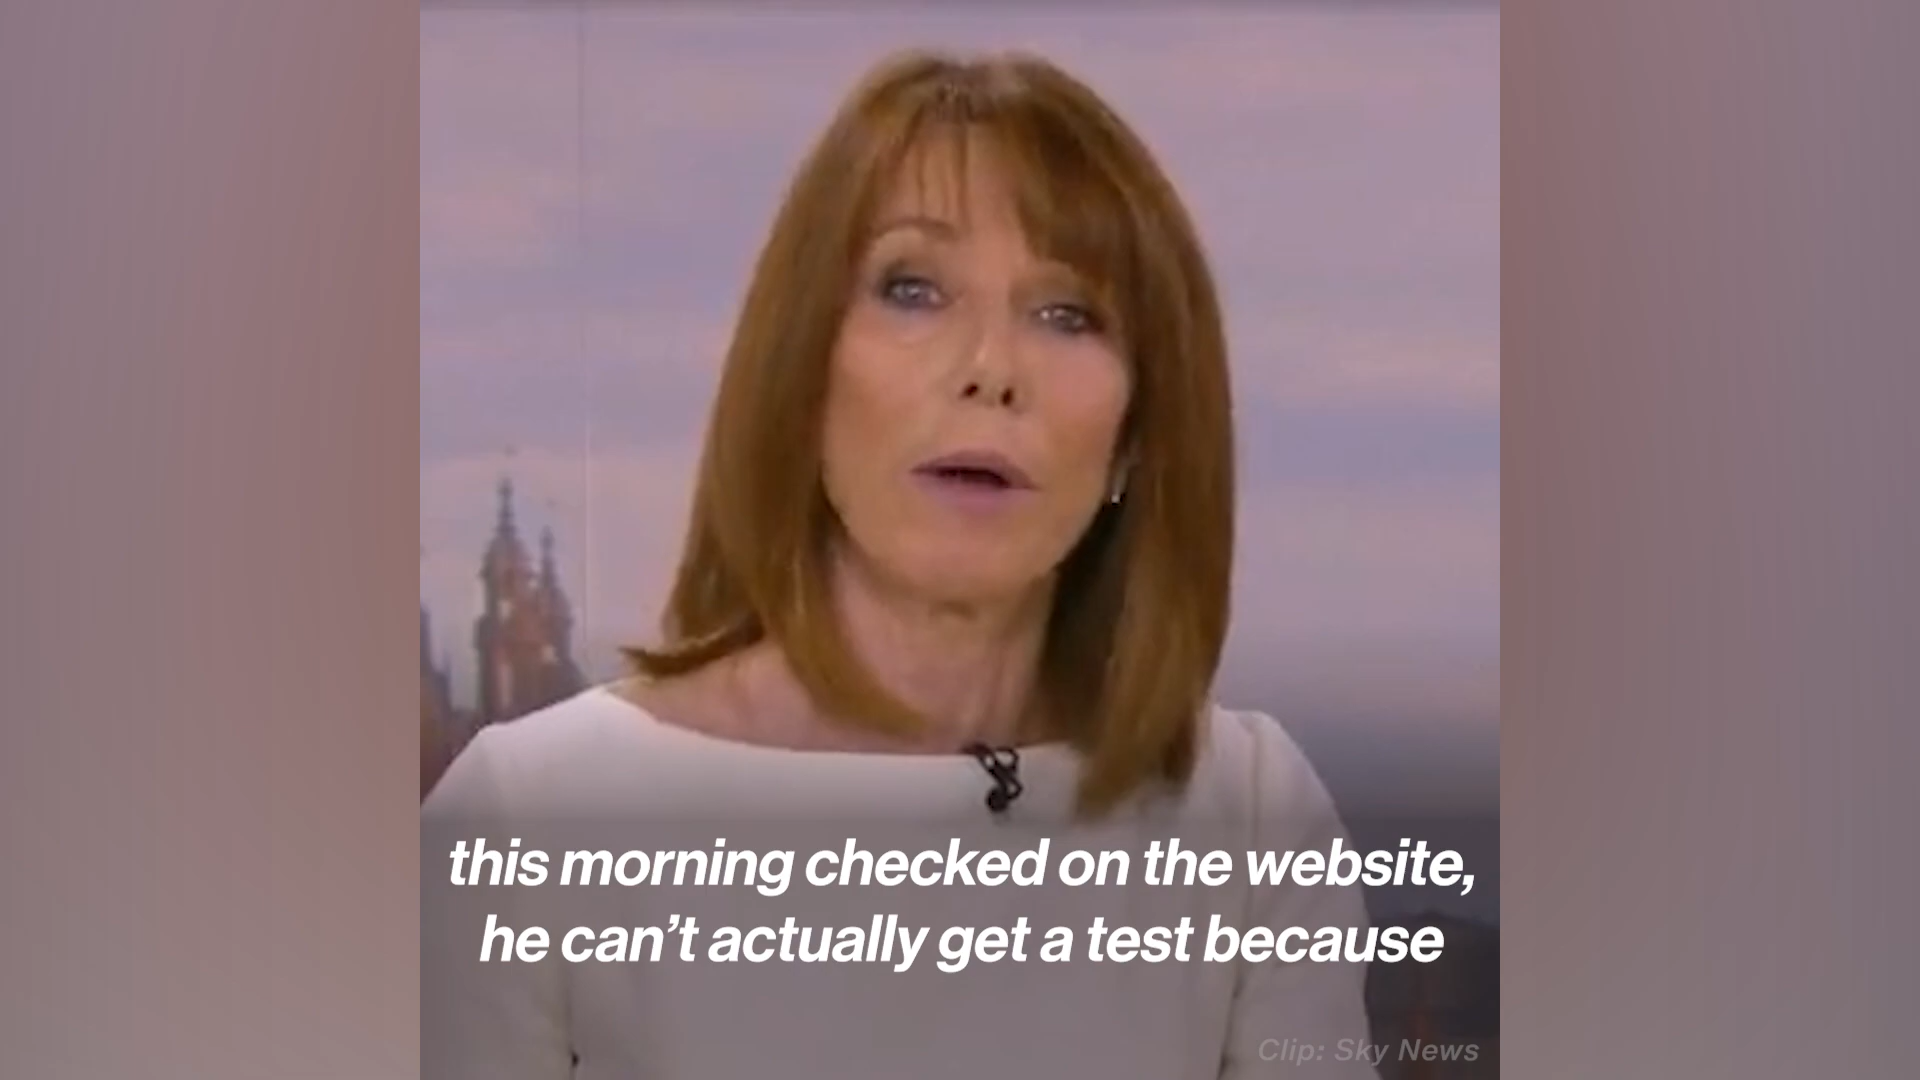 this morning checked on the website,
he can't actually get a test because
Clip: Sky News